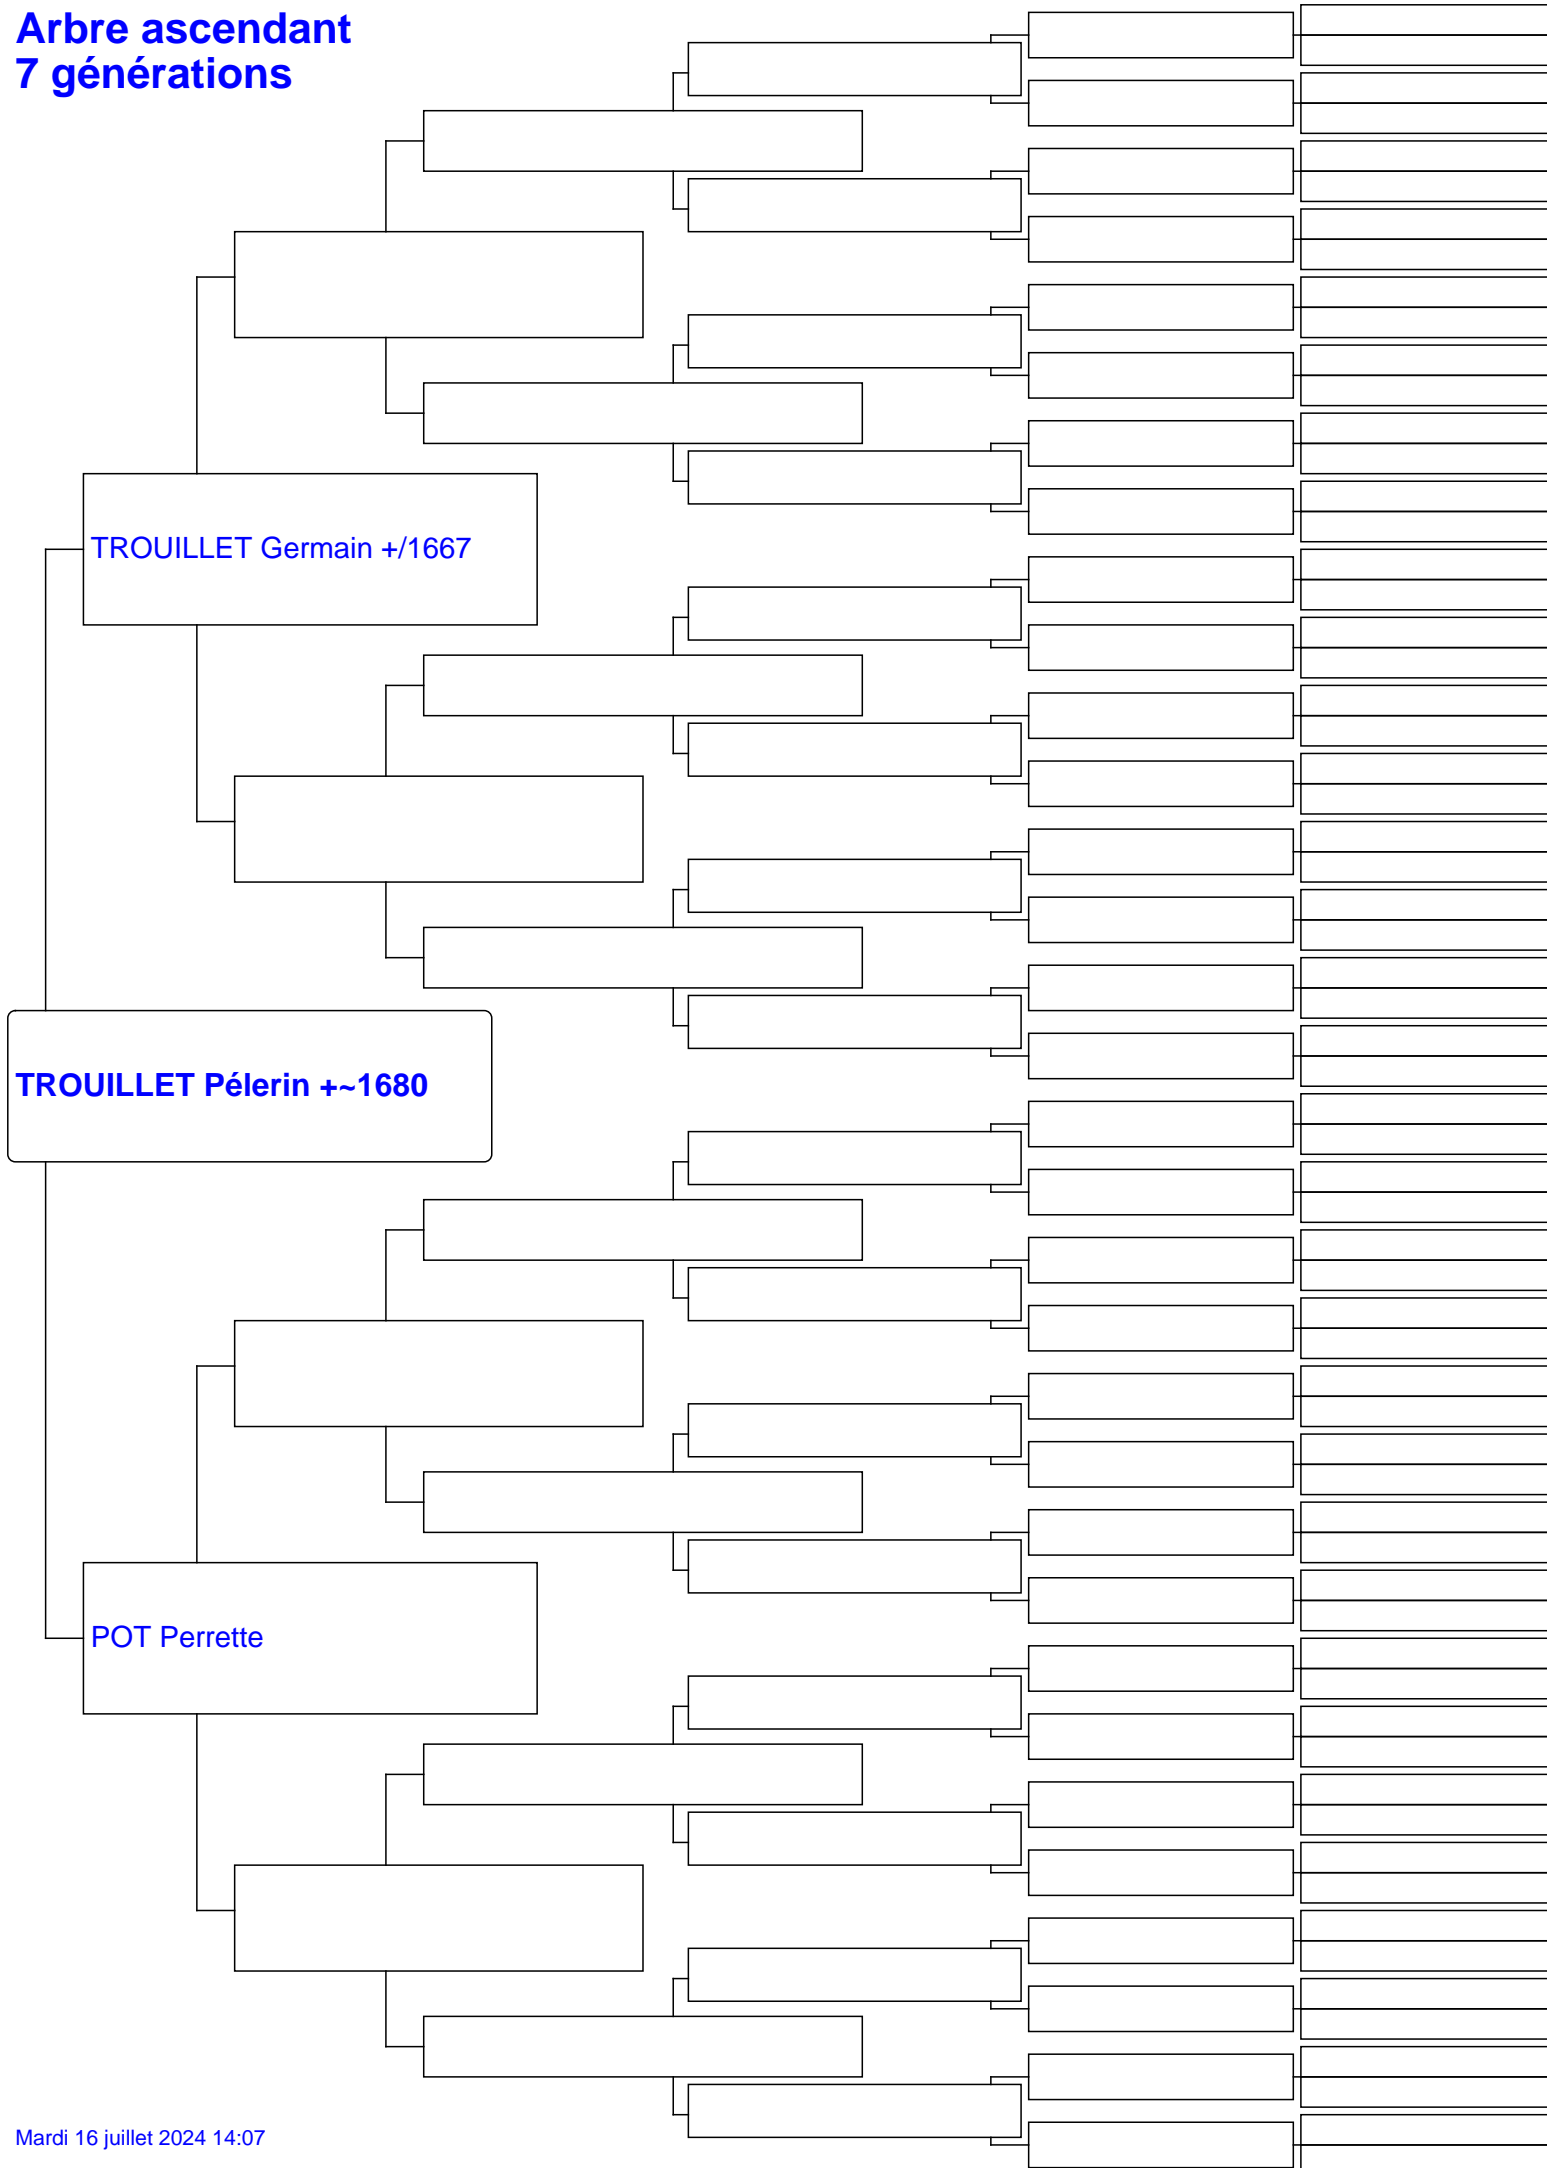 Arbre ascendant
7 générations
TROUILLET Germain +/1667
TROUILLET Pélerin +~1680
POT Perrette
Mardi 16 juillet 2024 14:07